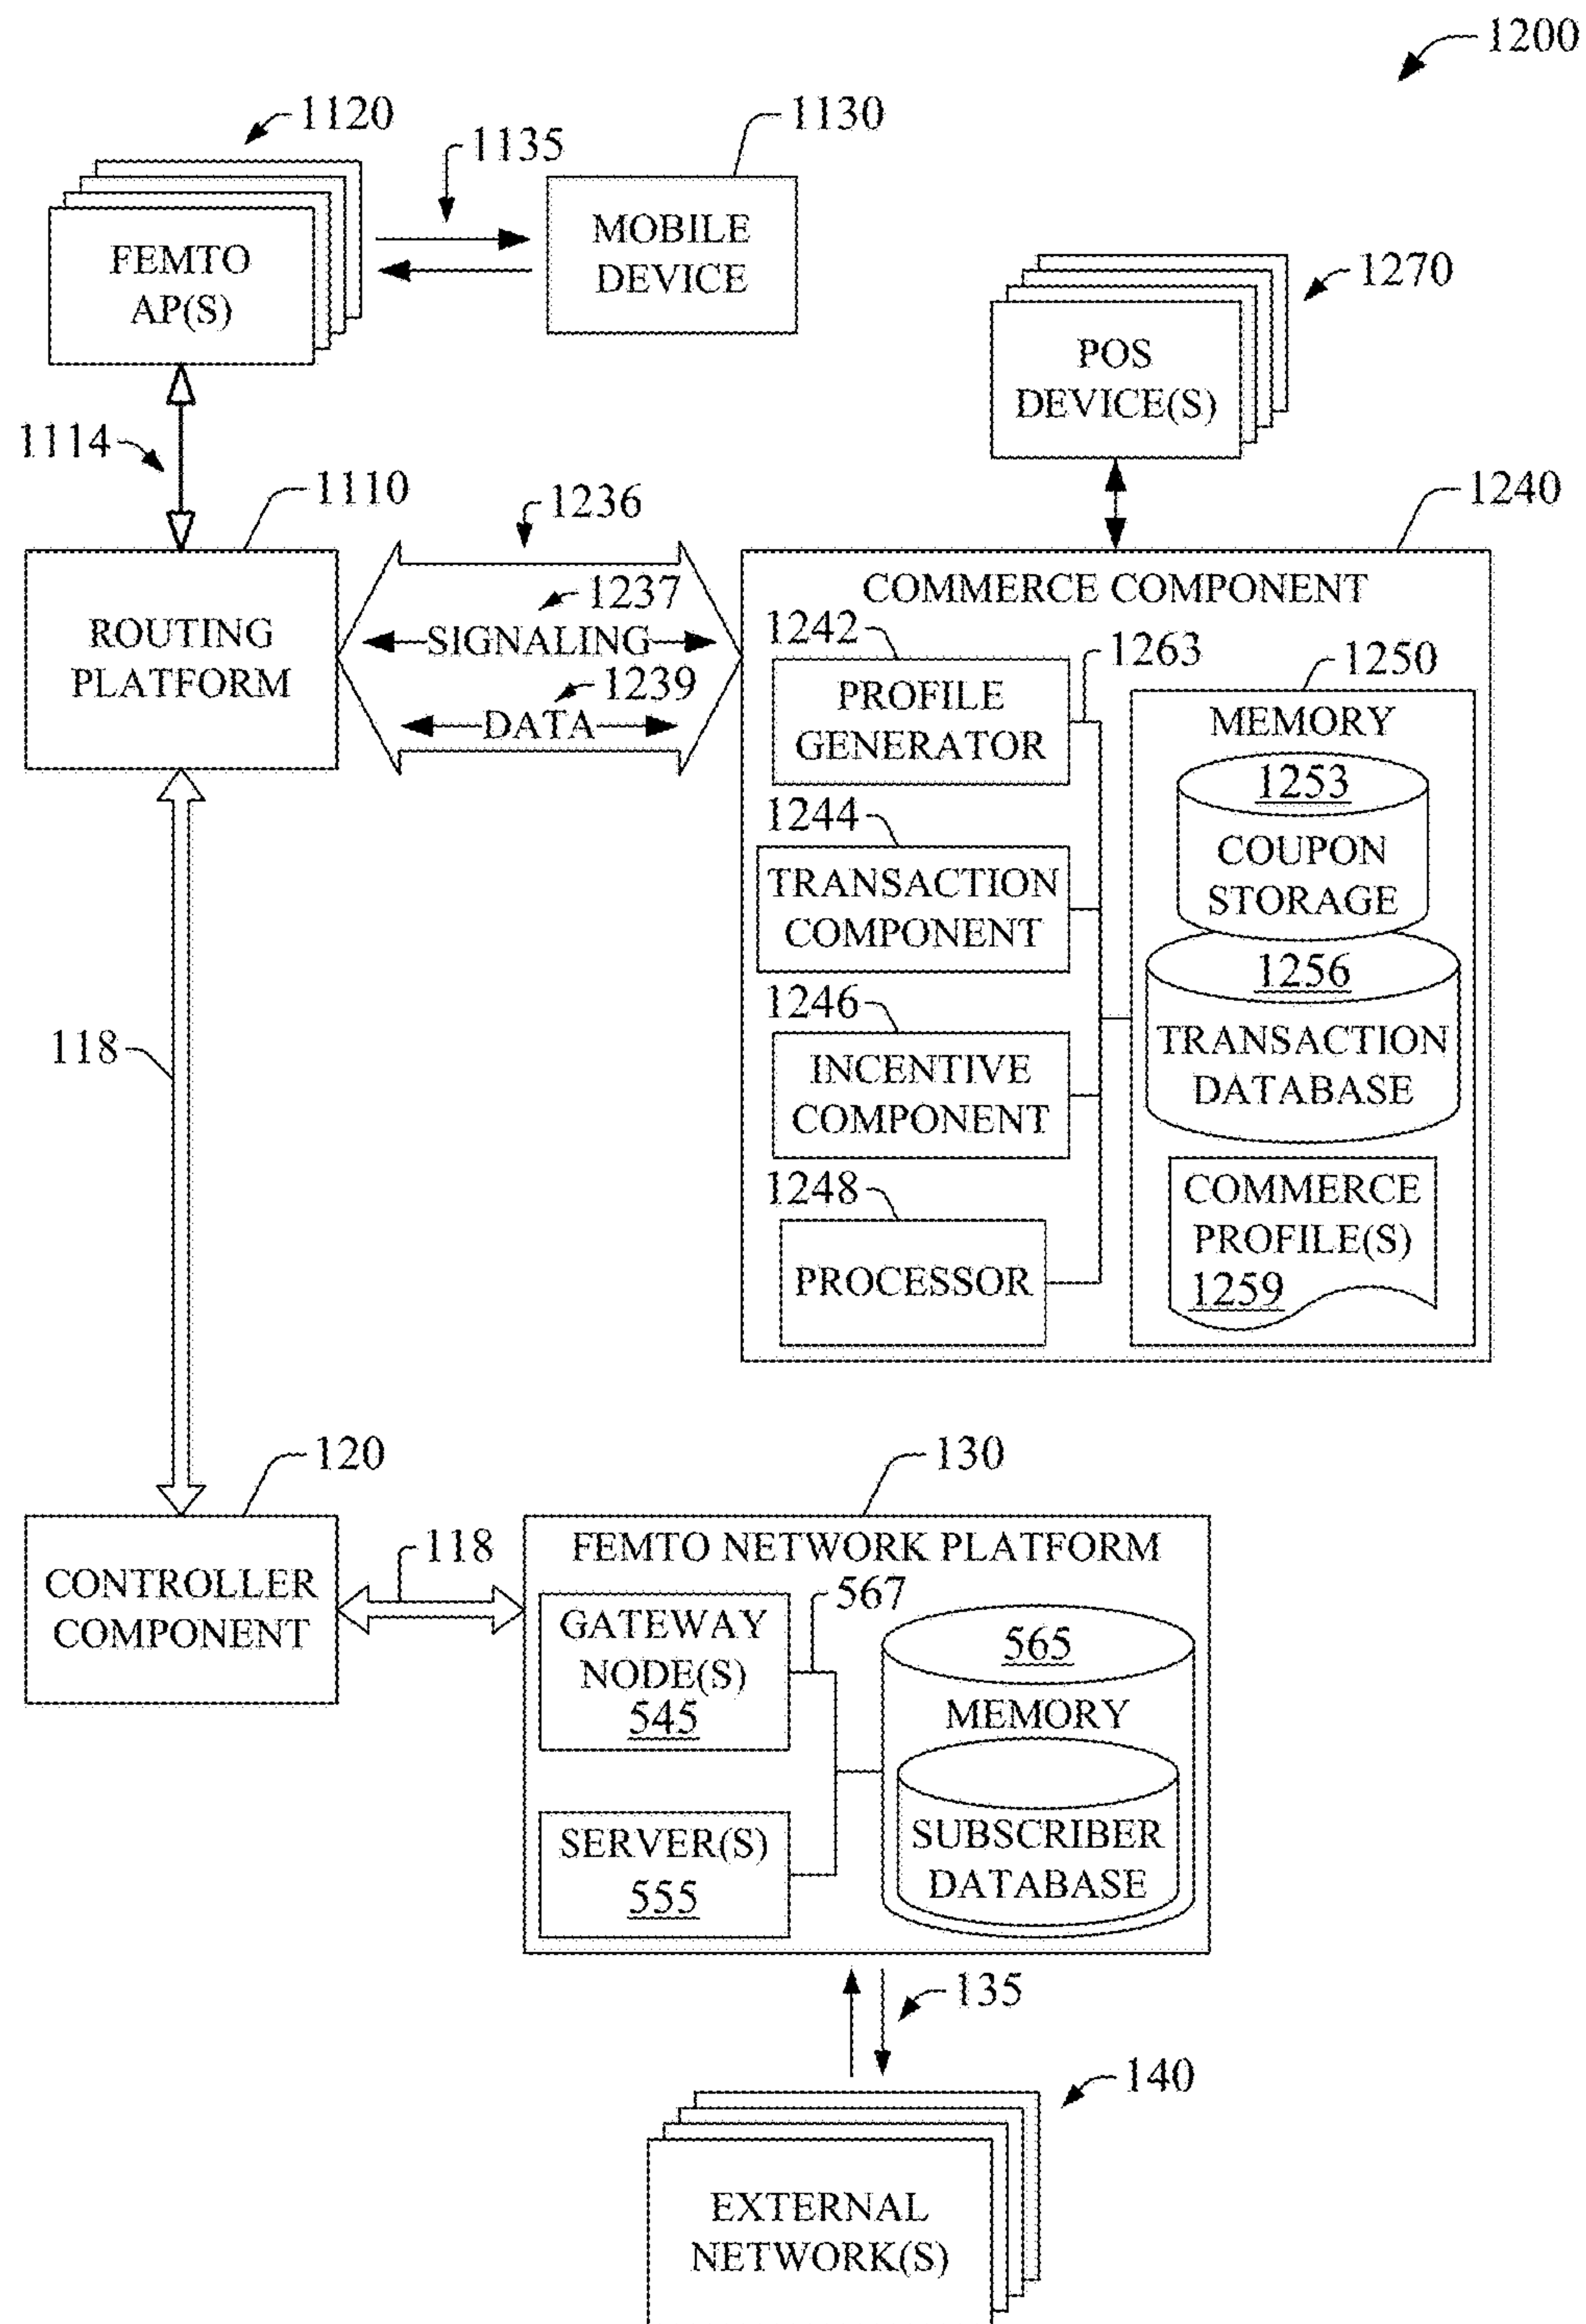 1200
1120
1135
1130
FEMTO
AP(S)
MOBILE
DEVICE
1270
POS
DEVICE(S)
1114
1110
1236
1240
ROUTING
PLATFORM
1237
SIGNALING
1239
DATA
COMMERCE COMPONENT
1242
1263
1250
PROFILE
GENERATOR
MEMORY
1253
COUPON
STORAGE
1244
TRANSACTION
COMPONENT
1256
TRANSACTION
DATABASE
1246
INCENTIVE
COMPONENT
1248
PROCESSOR
COMMERCE
PROFILE(S)
1259
118
120
130
CONTROLLER
COMPONENT
118
FEMTO NETWORK PLATFORM
567
GATEWAY
NODE(S)
545
565
MEMORY
SERVER(S)
555
SUBSCRIBER
DATABASE
135
140
EXTERNAL
NETWORK(S)